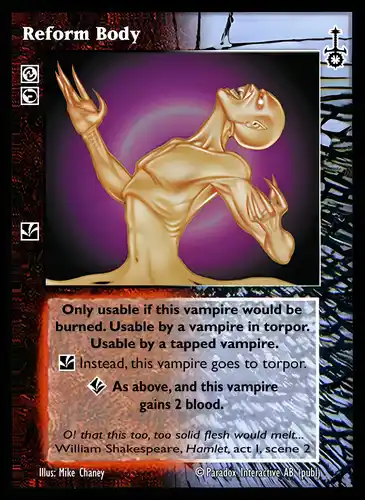 Reform Body
Only usable if this vampire would be
burned. Usable by a vampire in torpor.
Usable by a tapped vampire.
Instead, this vampire goes to torpor.
As above, and this vampire
gains 2 blood.
O! that this too, too solid flesh would melt...
William Shakespeare, Hamlet, act I, scene 2
Illus: Mike Chaney
© Paradox Interactive AB. (publ)